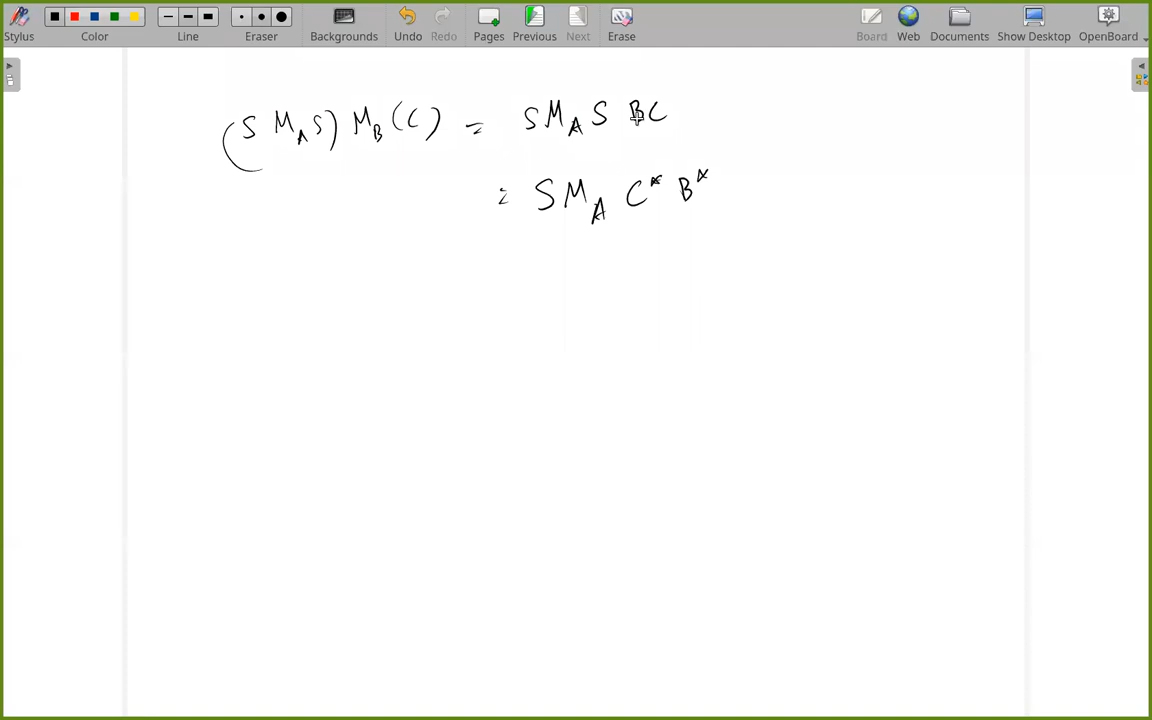 Stylus Color Line Eraser Backgrounds Undo Redo Pages Previous Next Erase Board Web Documents Show Desktop OpenBoard
(S M_A S) M_B (C) = S M_A S B C
= S M_A C* B*